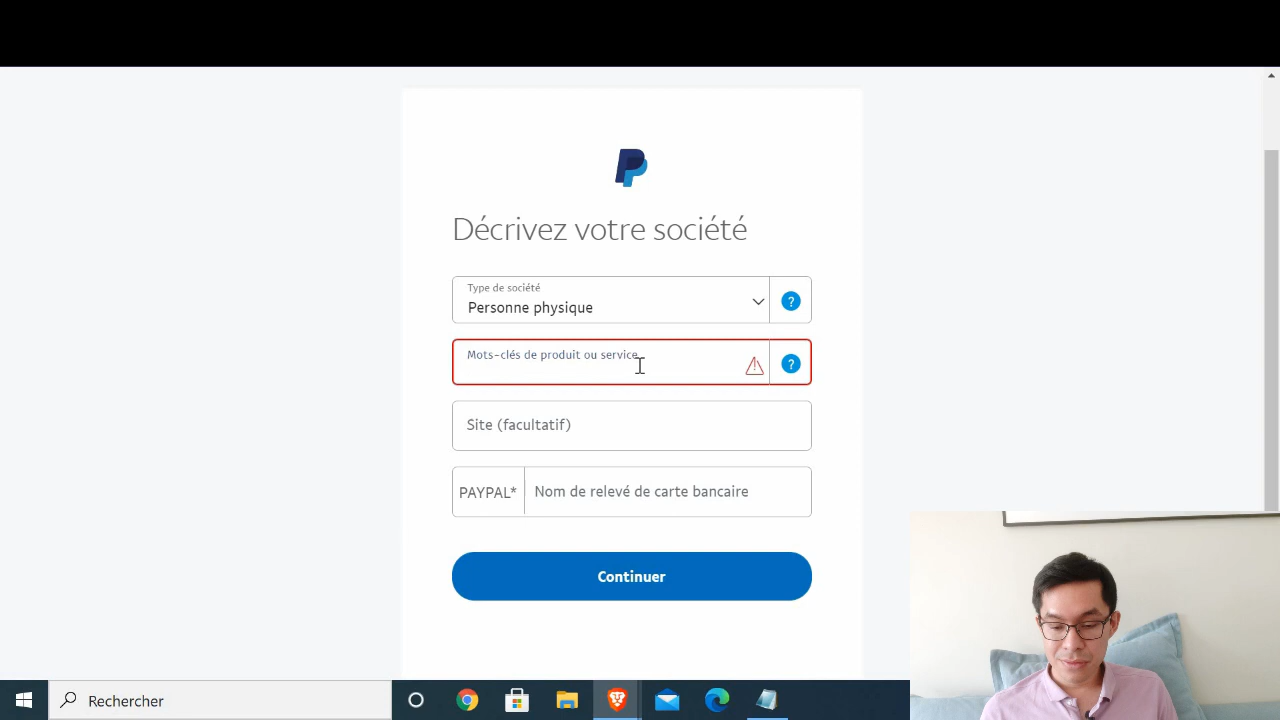 Décrivez votre société
Type de société
Personne physique
?
Mots-clés de produit ou service
?
Site (facultatif)
PAYPAL* Nom de relevé de carte bancaire
Continuer
Rechercher